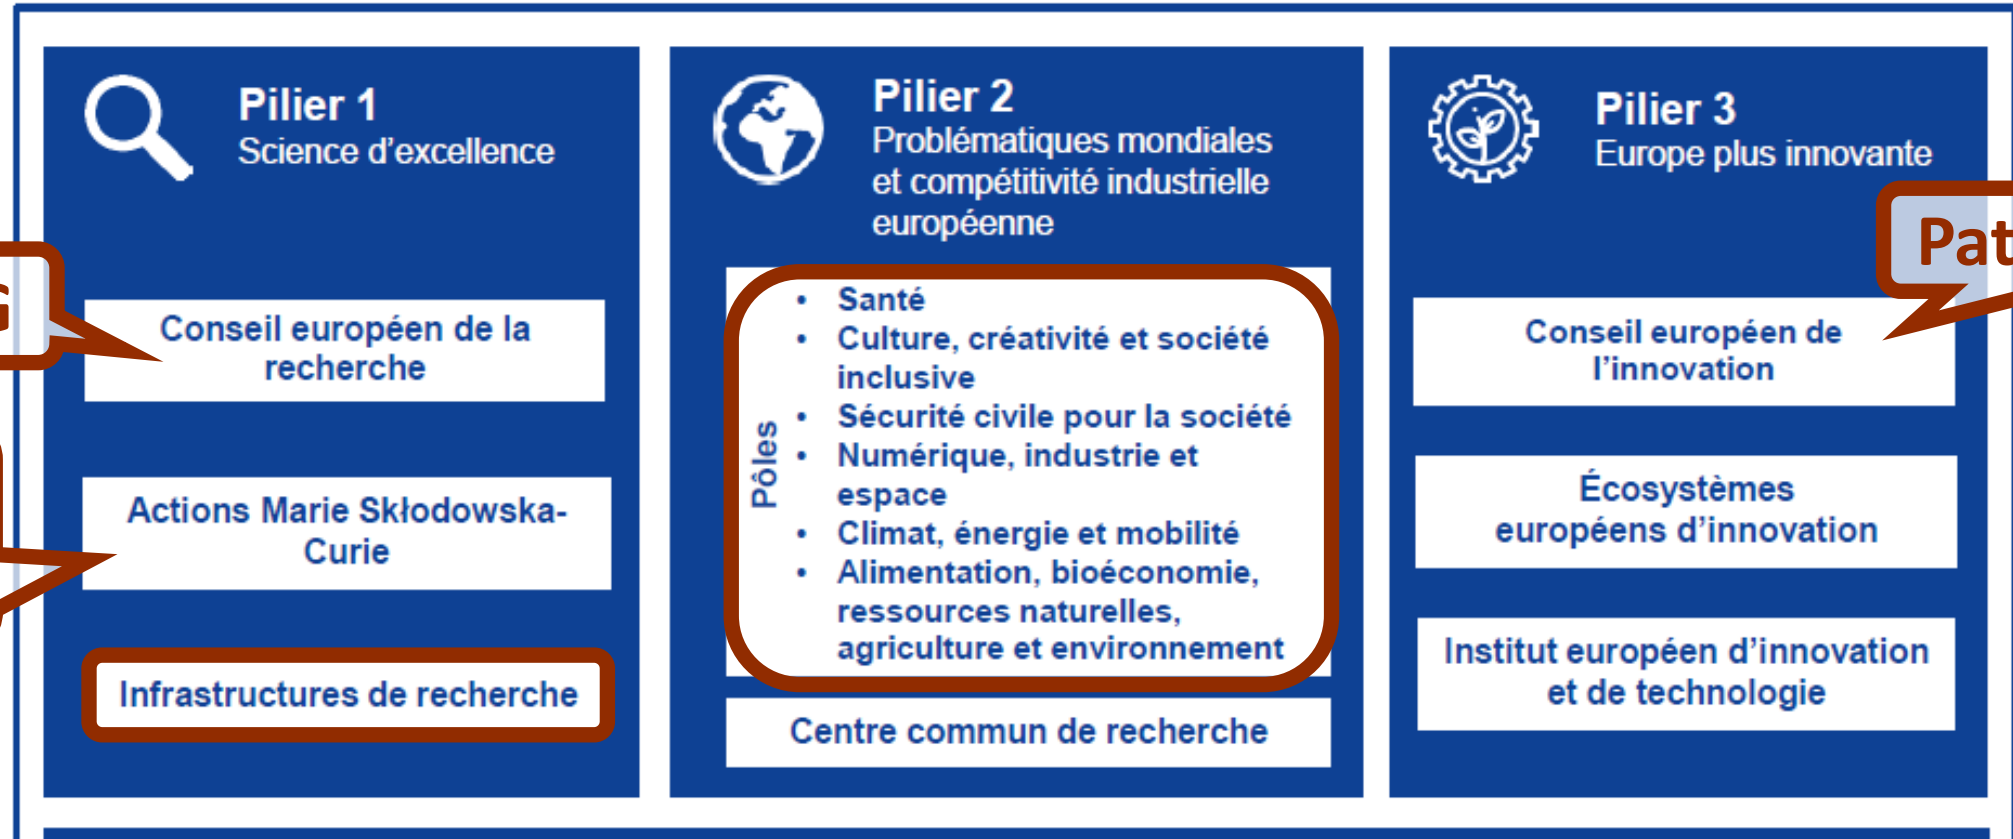 Pilier 1
Science d'excellence
G
Conseil européen de la
recherche
Actions Marie Skłodowska-
Curie
Infrastructures de recherche
Pilier 2
Problématiques mondiales
et compétitivité industrielle
européenne
Pôles
• Santé
• Culture, créativité et société
inclusive
• Sécurité civile pour la société
• Numérique, industrie et
espace
• Climat, énergie et mobilité
• Alimentation, bioéconomie,
ressources naturelles,
agriculture et environnement
Centre commun de recherche
Pilier 3
Europe plus innovante
Pat
Conseil européen de
l'innovation
Écosystèmes
européens d'innovation
Institut européen d'innovation
et de technologie